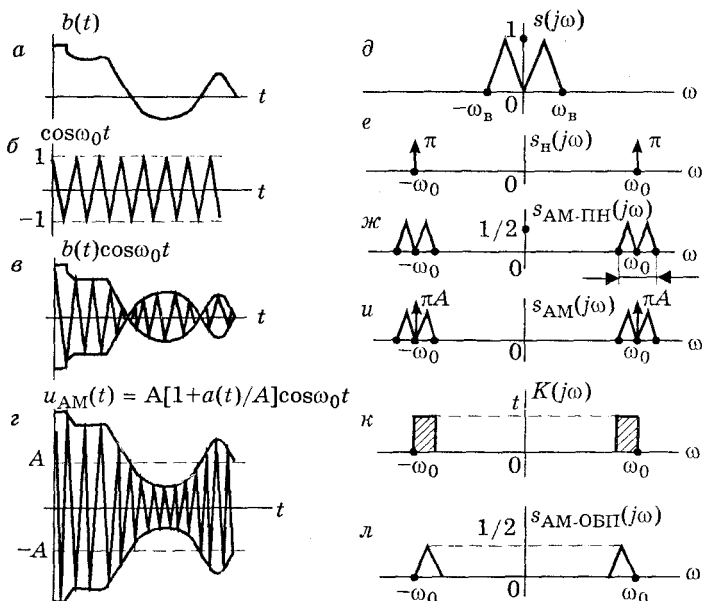 а
b(t)
t
б
cosω₀t
1
−1
t
в
b(t)cosω₀t
t
г
u_АМ(t) = A[1+a(t)/A]cosω₀t
A
−A
t
д
1
s(jω)
−ω_в
0
ω_в
ω
е
π
s_н(jω)
π
−ω₀
0
ω₀
ω
ж
1/2
s_АМ-ПН(jω)
−ω₀
0
ω₀
ω
и
πA
s_АМ(jω)
πA
−ω₀
0
ω₀
ω
к
t
K(jω)
−ω₀
0
ω₀
ω
л
1/2
s_АМ-ОБП(jω)
−ω₀
0
ω₀
ω